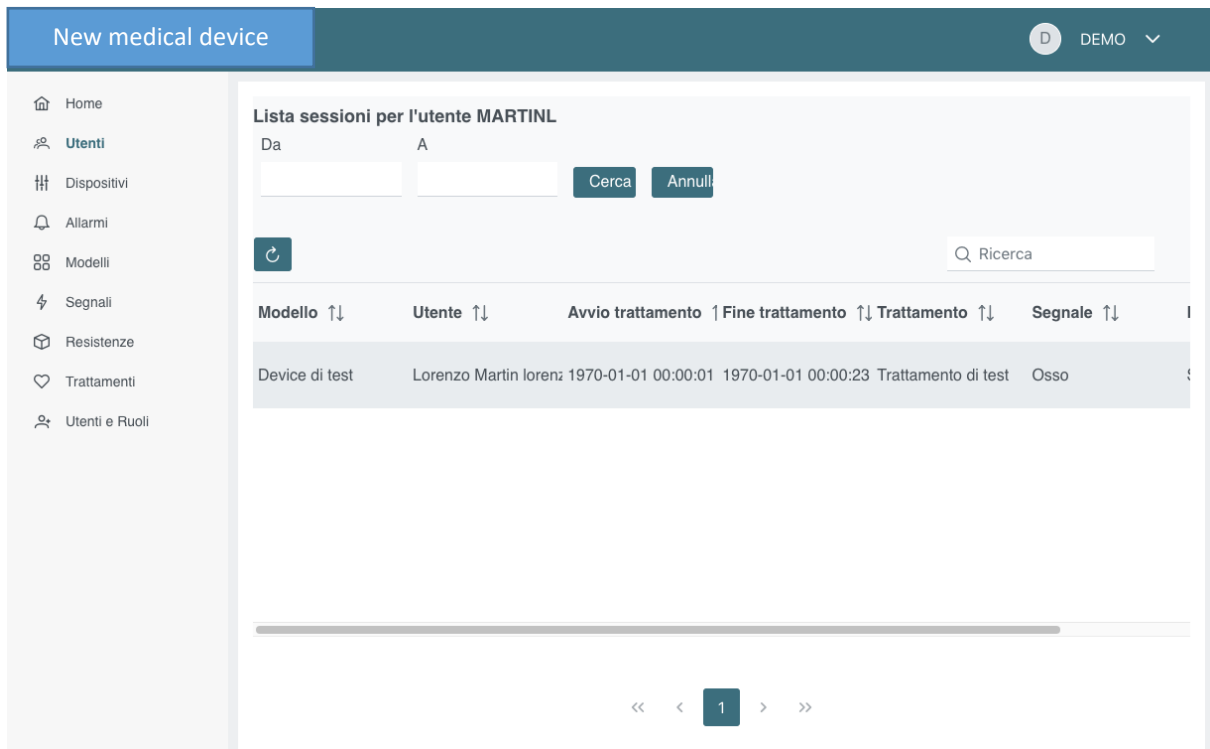 New medical device
D DEMO
Home
Utenti
Dispositivi
Allarmi
Modelli
Segnali
Resistenze
Trattamenti
Utenti e Ruoli
Lista sessioni per l'utente MARTINL
Da A
Cerca Annull
Ricerca
Modello Utente Avvio trattamento Fine trattamento Trattamento Segnale
Device di test Lorenzo Martin lorenz 1970-01-01 00:00:01 1970-01-01 00:00:23 Trattamento di test Osso
<< < 1 > >>